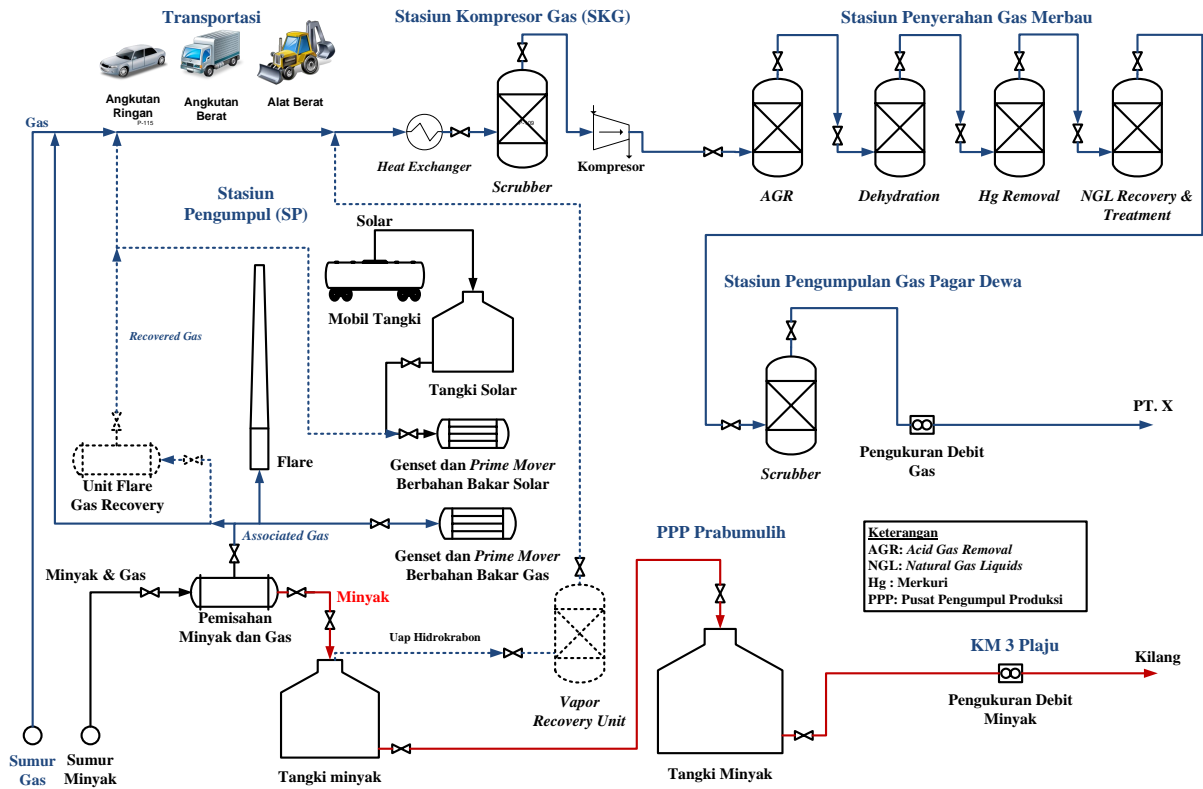 Transportasi
Stasiun Kompresor Gas (SKG)
Stasiun Penyerahan Gas Merbau
Angkutan
Ringan
P-115
Angkutan
Berat
Alat Berat
Gas
Heat Exchanger
Scrubber
Kompresor
AGR
Dehydration
Hg Removal
NGL Recovery &
Treatment
Stasiun
Pengumpul (SP)
Solar
Mobil Tangki
Tangki Solar
Stasiun Pengumpulan Gas Pagar Dewa
Recovered Gas
Scrubber
Pengukuran Debit
Gas
PT. X
Flare
Unit Flare
Gas Recovery
Genset dan Prime Mover
Berbahan Bakar Solar
Associated Gas
Genset dan Prime Mover
Berbahan Bakar Gas
PPP Prabumulih
Keterangan
AGR: Acid Gas Removal
NGL: Natural Gas Liquids
Hg : Merkuri
PPP: Pusat Pengumpul Produksi
Minyak & Gas
Pemisahan
Minyak dan Gas
Minyak
Uap Hidrokrabon
Vapor
Recovery Unit
KM 3 Plaju
Kilang
Pengukuran Debit
Minyak
Sumur
Gas
Sumur
Minyak
Tangki minyak
Tangki Minyak